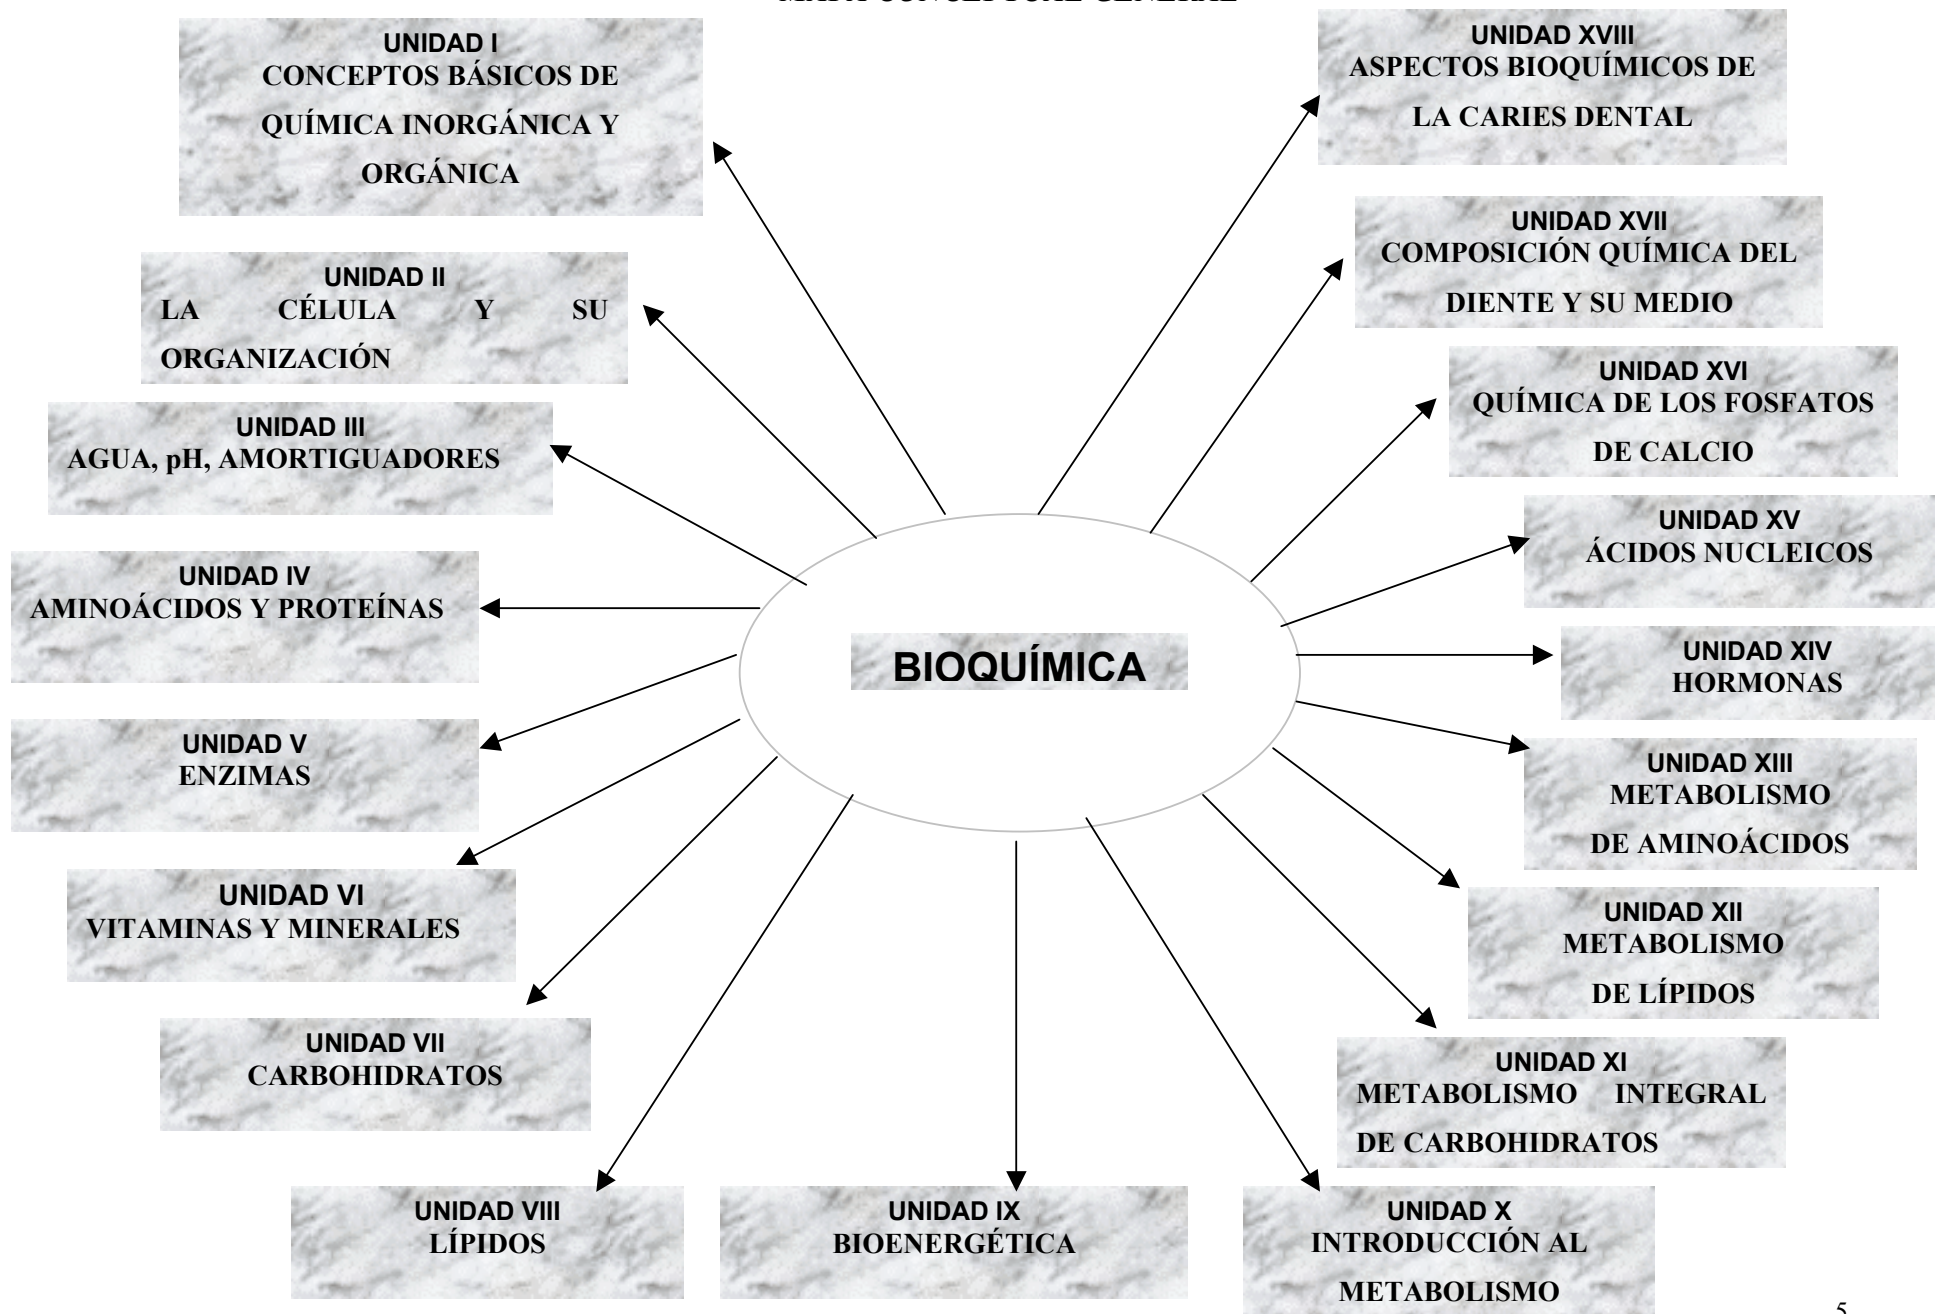 MAPA CONCEPTUAL GENERAL
UNIDAD I
CONCEPTOS BÁSICOS DE
QUÍMICA INORGÁNICA Y
ORGÁNICA
UNIDAD II
LA CÉLULA Y SU
ORGANIZACIÓN
UNIDAD III
AGUA, pH, AMORTIGUADORES
UNIDAD IV
AMINOÁCIDOS Y PROTEÍNAS
UNIDAD V
ENZIMAS
UNIDAD VI
VITAMINAS Y MINERALES
UNIDAD VII
CARBOHIDRATOS
UNIDAD VIII
LÍPIDOS
UNIDAD IX
BIOENERGÉTICA
UNIDAD X
INTRODUCCIÓN AL
METABOLISMO
UNIDAD XI
METABOLISMO INTEGRAL
DE CARBOHIDRATOS
UNIDAD XII
METABOLISMO
DE LÍPIDOS
UNIDAD XIII
METABOLISMO
DE AMINOÁCIDOS
UNIDAD XIV
HORMONAS
UNIDAD XV
ÁCIDOS NUCLEICOS
UNIDAD XVI
QUÍMICA DE LOS FOSFATOS
DE CALCIO
UNIDAD XVII
COMPOSICIÓN QUÍMICA DEL
DIENTE Y SU MEDIO
UNIDAD XVIII
ASPECTOS BIOQUÍMICOS DE
LA CARIES DENTAL
BIOQUÍMICA
5